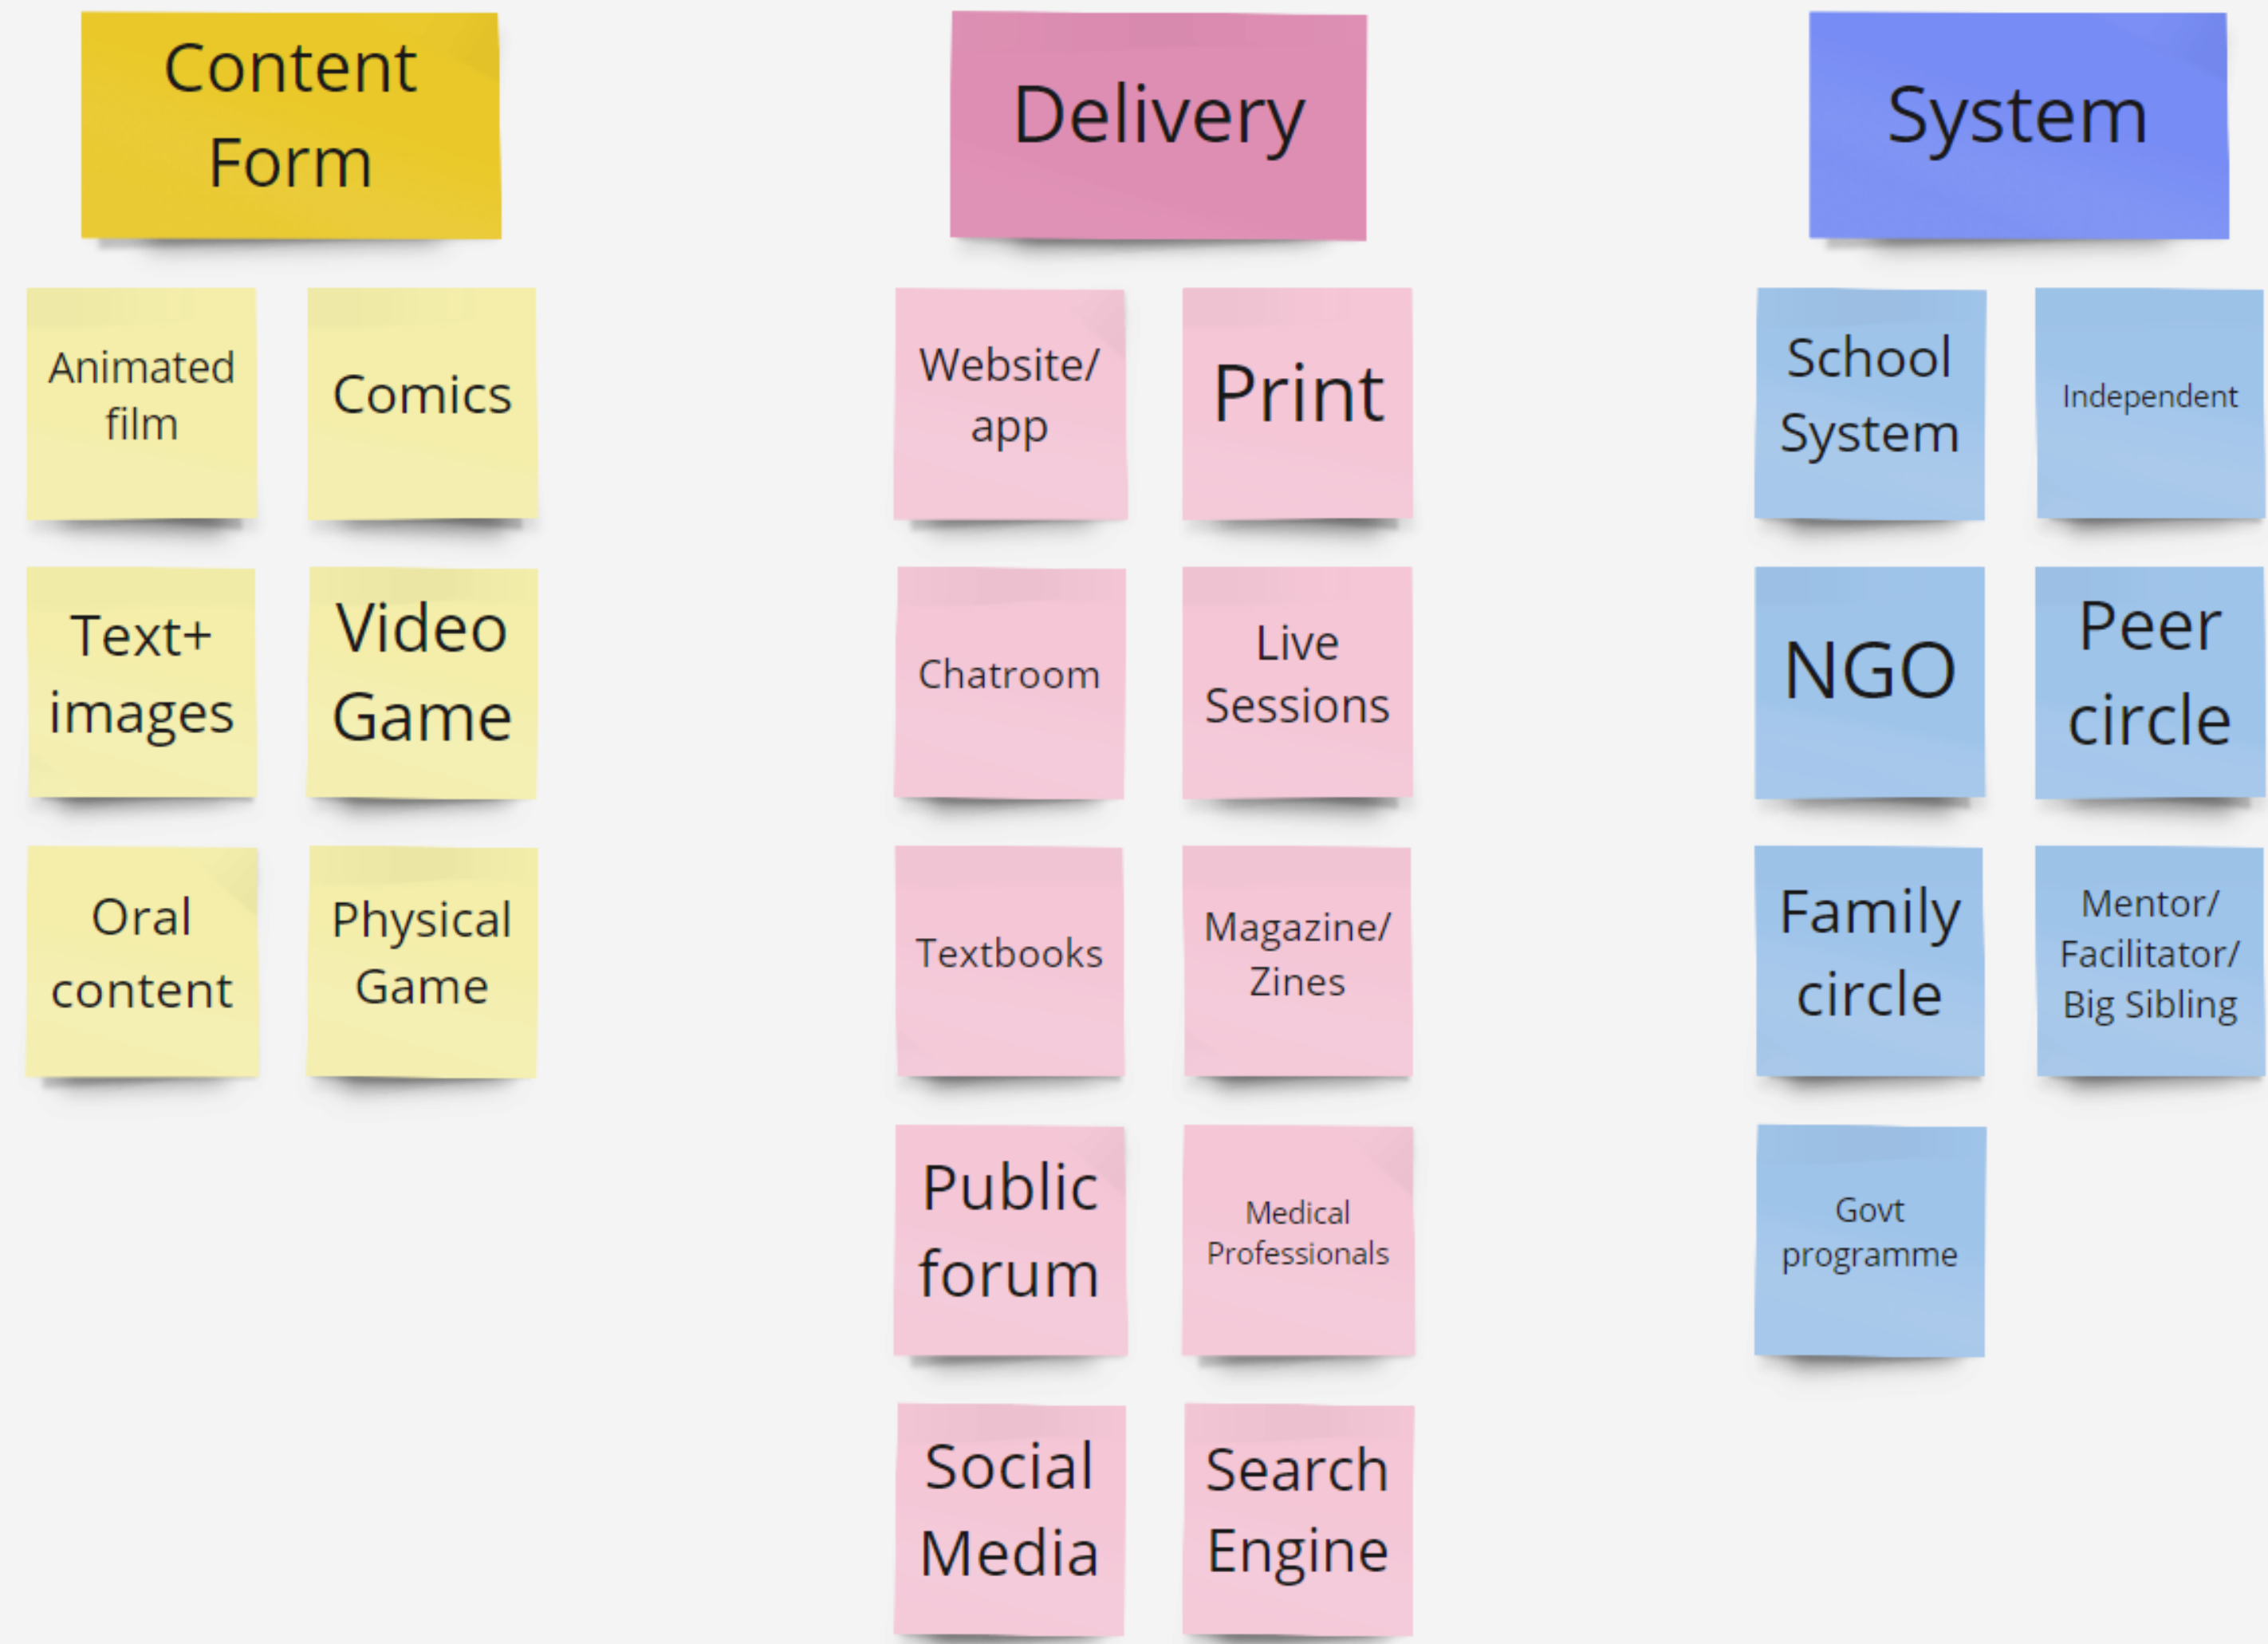 Content
Form
Animated
film
Comics
Text+
images
Video
Game
Oral
content
Physical
Game
Delivery
Website/
app
Print
Chatroom
Live
Sessions
Textbooks
Magazine/
Zines
Public
forum
Medical
Professionals
Social
Media
Search
Engine
System
School
System
Independent
NGO
Peer
circle
Family
circle
Mentor/
Facilitator/
Big Sibling
Govt
programme